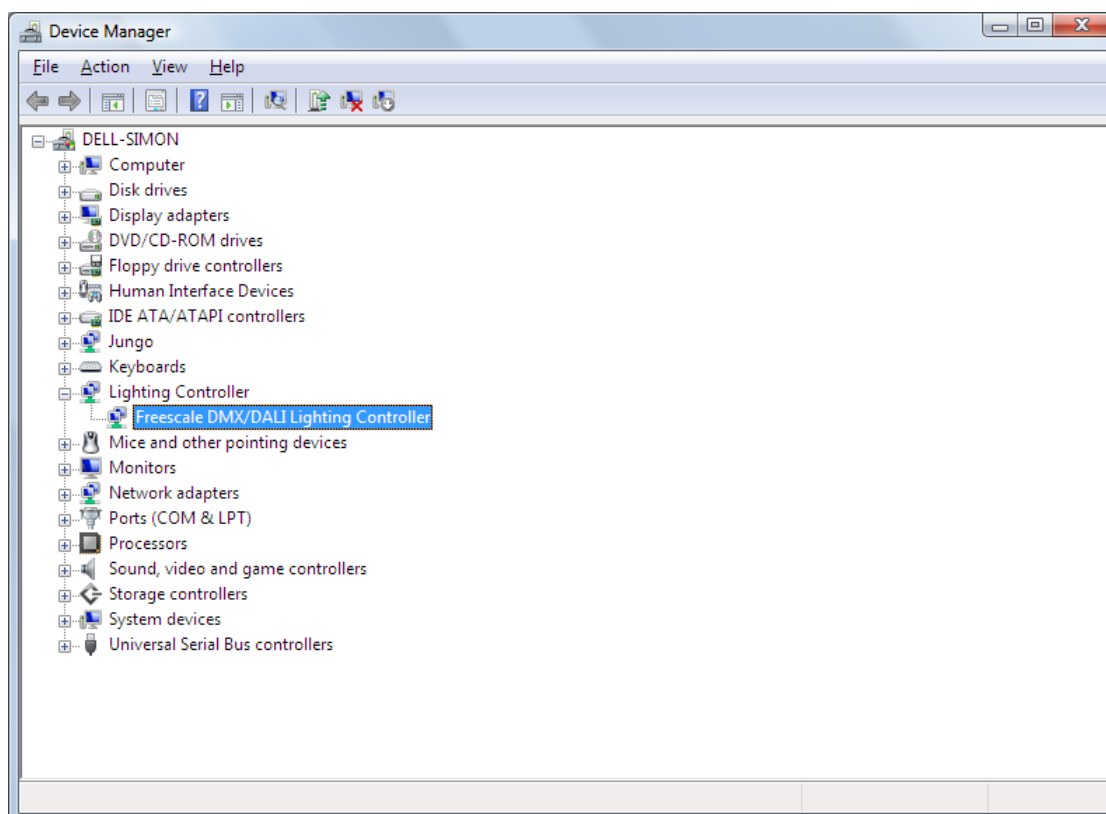 Device Manager
File Action View Help
DELL-SIMON
Computer
Disk drives
Display adapters
DVD/CD-ROM drives
Floppy drive controllers
Human Interface Devices
IDE ATA/ATAPI controllers
Jungo
Keyboards
Lighting Controller
Freescale DMX/DALI Lighting Controller
Mice and other pointing devices
Monitors
Network adapters
Ports (COM & LPT)
Processors
Sound, video and game controllers
Storage controllers
System devices
Universal Serial Bus controllers